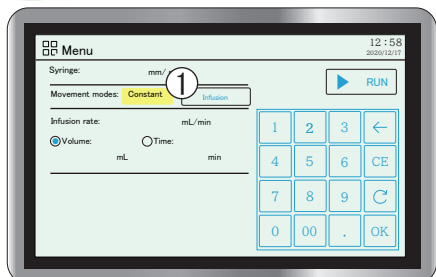 Menu
12 : 58
2020/12/17
Syringe: mm/
RUN
Movement modes: Constant Infusion
1
Infusion rate: mL/min
Volume: Time:
mL min
1 2 3 ←
4 5 6 CE
7 8 9
0 00 . OK